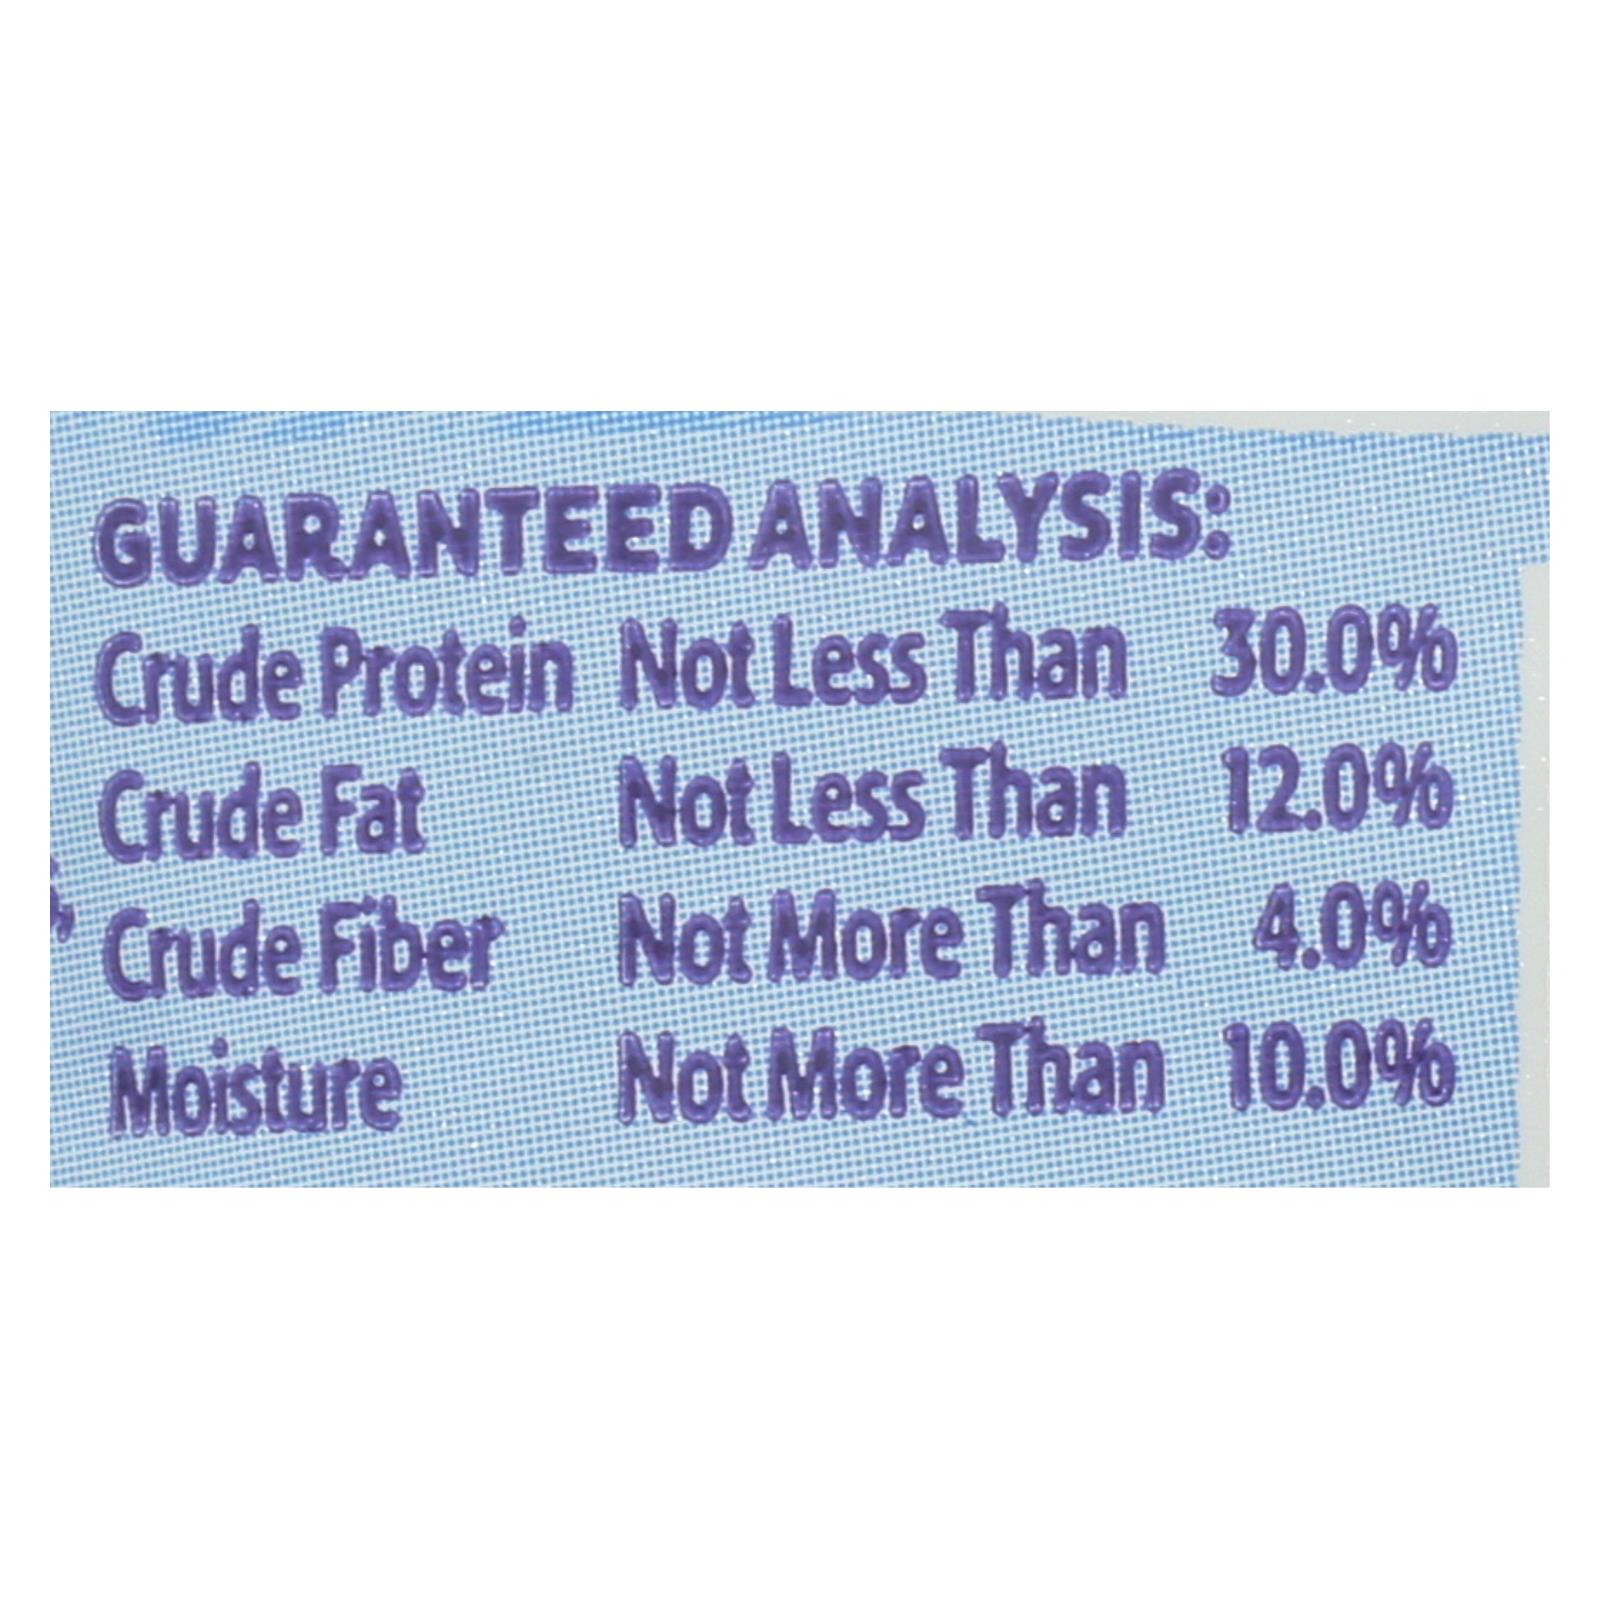 GUARANTEED ANALYSIS:
Crude Protein Not Less Than 30.0%
Crude Fat Not Less Than 12.0%
Crude Fiber Not More Than 4.0%
Moisture Not More Than 10.0%